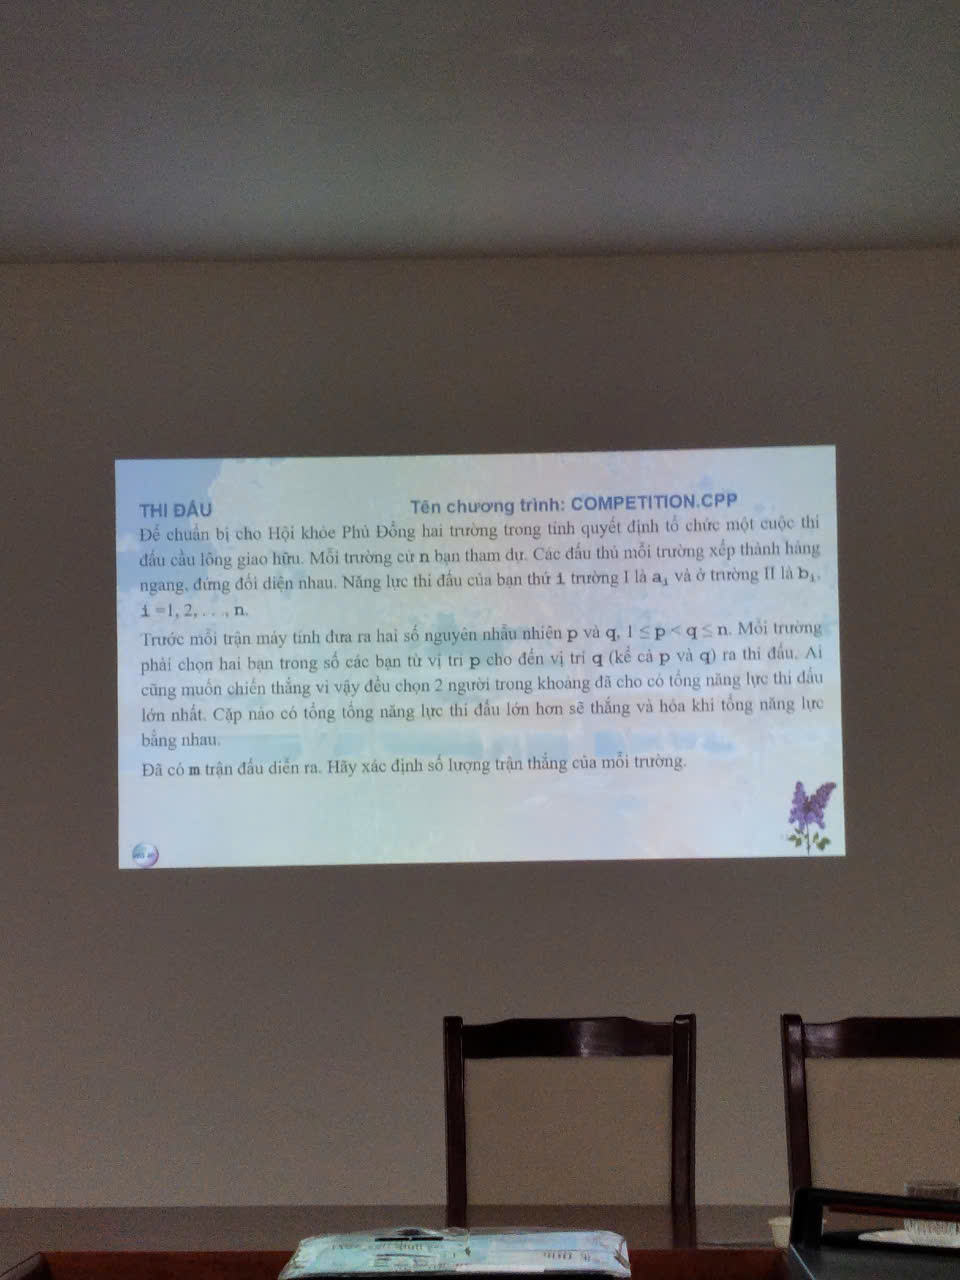 THI ĐẤU Tên chương trình: COMPETITION.CPP
Để chuẩn bị cho Hội khỏe Phù Đổng hai trường trong tỉnh quyết định tổ chức một cuộc thi
đấu cầu lông giao hữu. Mỗi trường cử n bạn tham dự. Các đấu thủ mỗi trường xếp thành hàng
ngang, đứng đối diện nhau. Năng lực thi đấu của bạn thứ i trường I là aᵢ và ở trường II là bᵢ,
i =1, 2, . . ., n.
Trước mỗi trận máy tính đưa ra hai số nguyên nhẫu nhiên p và q, 1 ≤ p < q ≤ n. Mỗi trường
phải chọn hai bạn trong số các bạn từ vị trí p cho đến vị trí q (kể cả p và q) ra thi đấu. Ai
cũng muốn chiến thắng vì vậy đều chọn 2 người trong khoảng đã cho có tổng năng lực thi đấu
lớn nhất. Cặp nào có tổng tổng năng lực thi đấu lớn hơn sẽ thắng và hòa khi tổng năng lực
bằng nhau.
Đã có m trận đấu diễn ra. Hãy xác định số lượng trận thắng của mỗi trường.